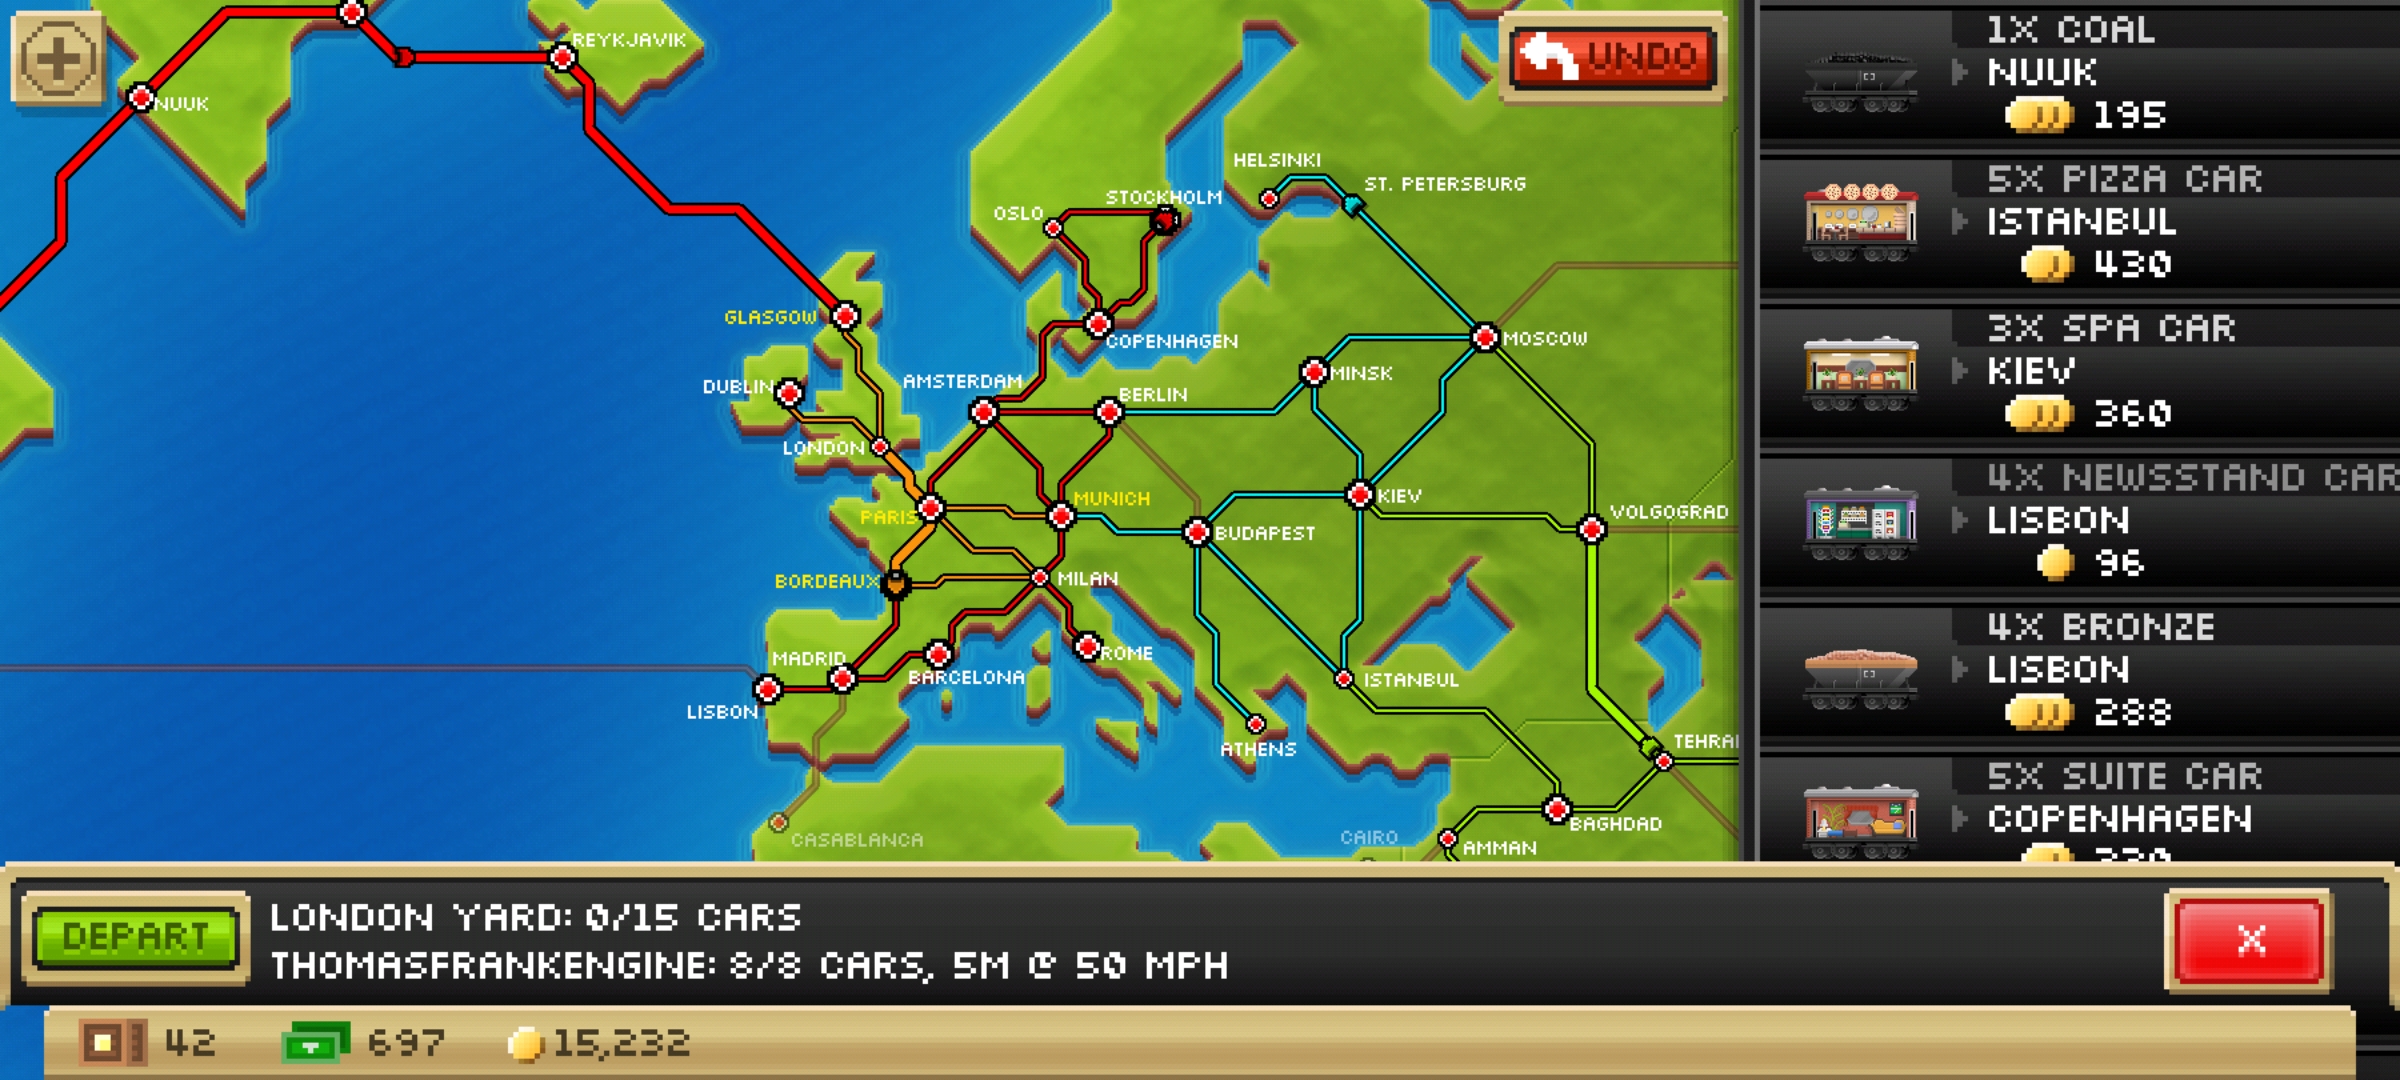 REYKJAVIK
NUUK
UNDO
HELSINKI
ST. PETERSBURG
STOCKHOLM
OSLO
GLASGOW
COPENHAGEN
MOSCOW
DUBLIN
AMSTERDAM
BERLIN
MINSK
LONDON
MUNICH
KIEV
PARIS
VOLGOGRAD
BUDAPEST
BORDEAUX
MILAN
MADRID
ROME
BARCELONA
ISTANBUL
LISBON
ATHENS
TEHRA
CASABLANCA
CAIRO
BAGHDAD
AMMAN
1X COAL
NUUK
195
5X PIZZA CAR
ISTANBUL
430
3X SPA CAR
KIEV
360
4X NEWSSTAND CAR
LISBON
96
4X BRONZE
LISBON
288
5X SUITE CAR
COPENHAGEN
DEPART
LONDON YARD: 0/15 CARS
THOMASFRANKENGINE: 8/8 CARS, 5M @ 50 MPH
X
42
697
15,232